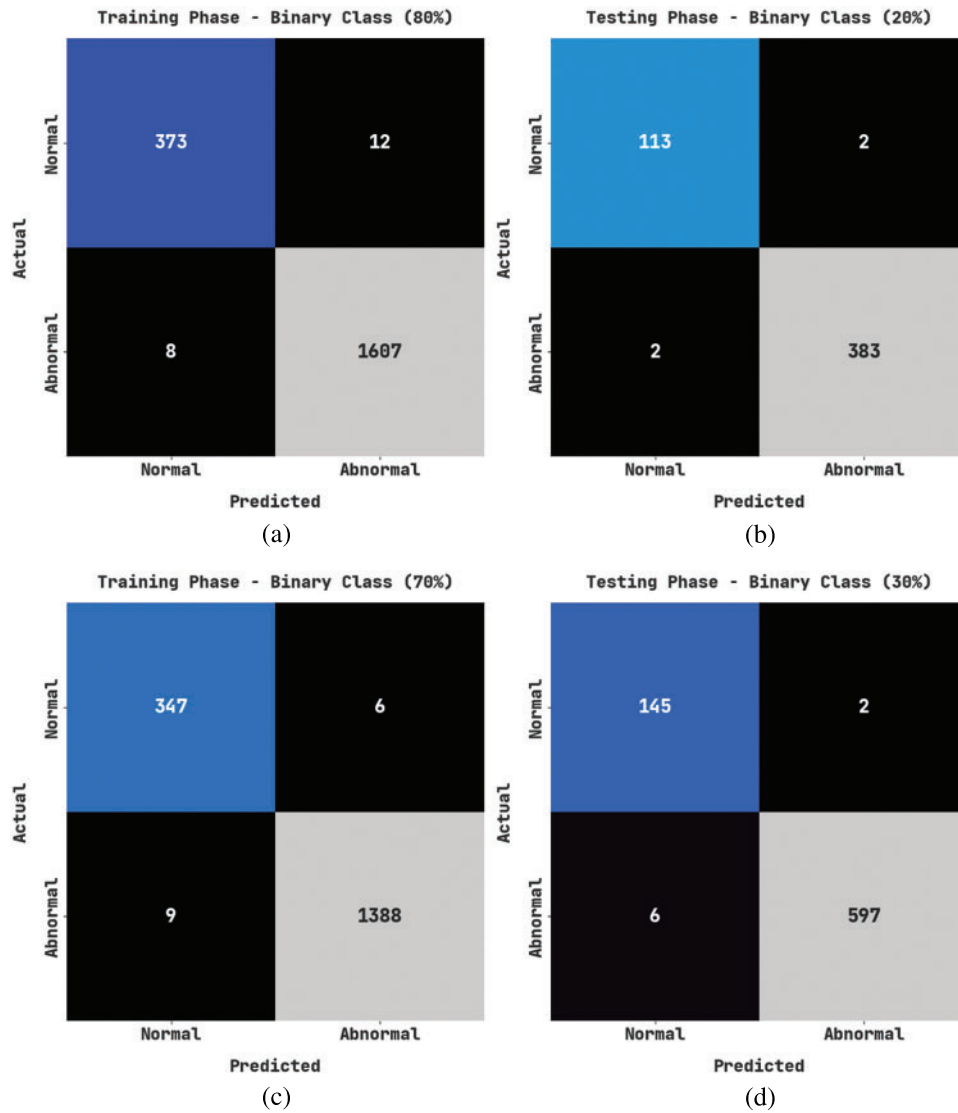 Training Phase - Binary Class (80%)
Actual
Normal
Abnormal
373
12
8
1607
Normal
Abnormal
Predicted
(a)
Testing Phase - Binary Class (20%)
Actual
Normal
Abnormal
113
2
2
383
Normal
Abnormal
Predicted
(b)
Training Phase - Binary Class (70%)
Actual
Normal
Abnormal
347
6
9
1388
Normal
Abnormal
Predicted
(c)
Testing Phase - Binary Class (30%)
Actual
Normal
Abnormal
145
2
6
597
Normal
Abnormal
Predicted
(d)